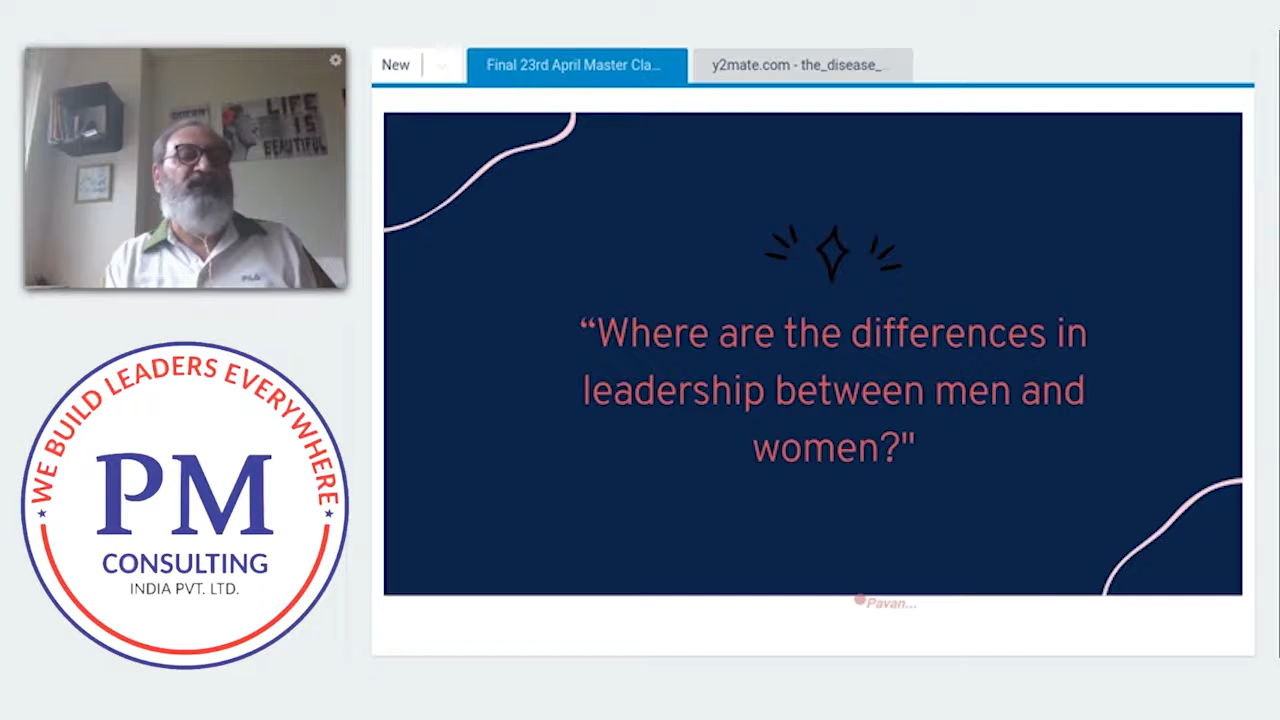 New
Final 23rd April Master Cla...
y2mate.com - the_disease_...
LIFE
IS
BEAUTIFUL
FILA
“Where are the differences in
leadership between men and
women?"
Pavan...
WE BUILD LEADERS EVERYWHERE
PM
CONSULTING
INDIA PVT. LTD.